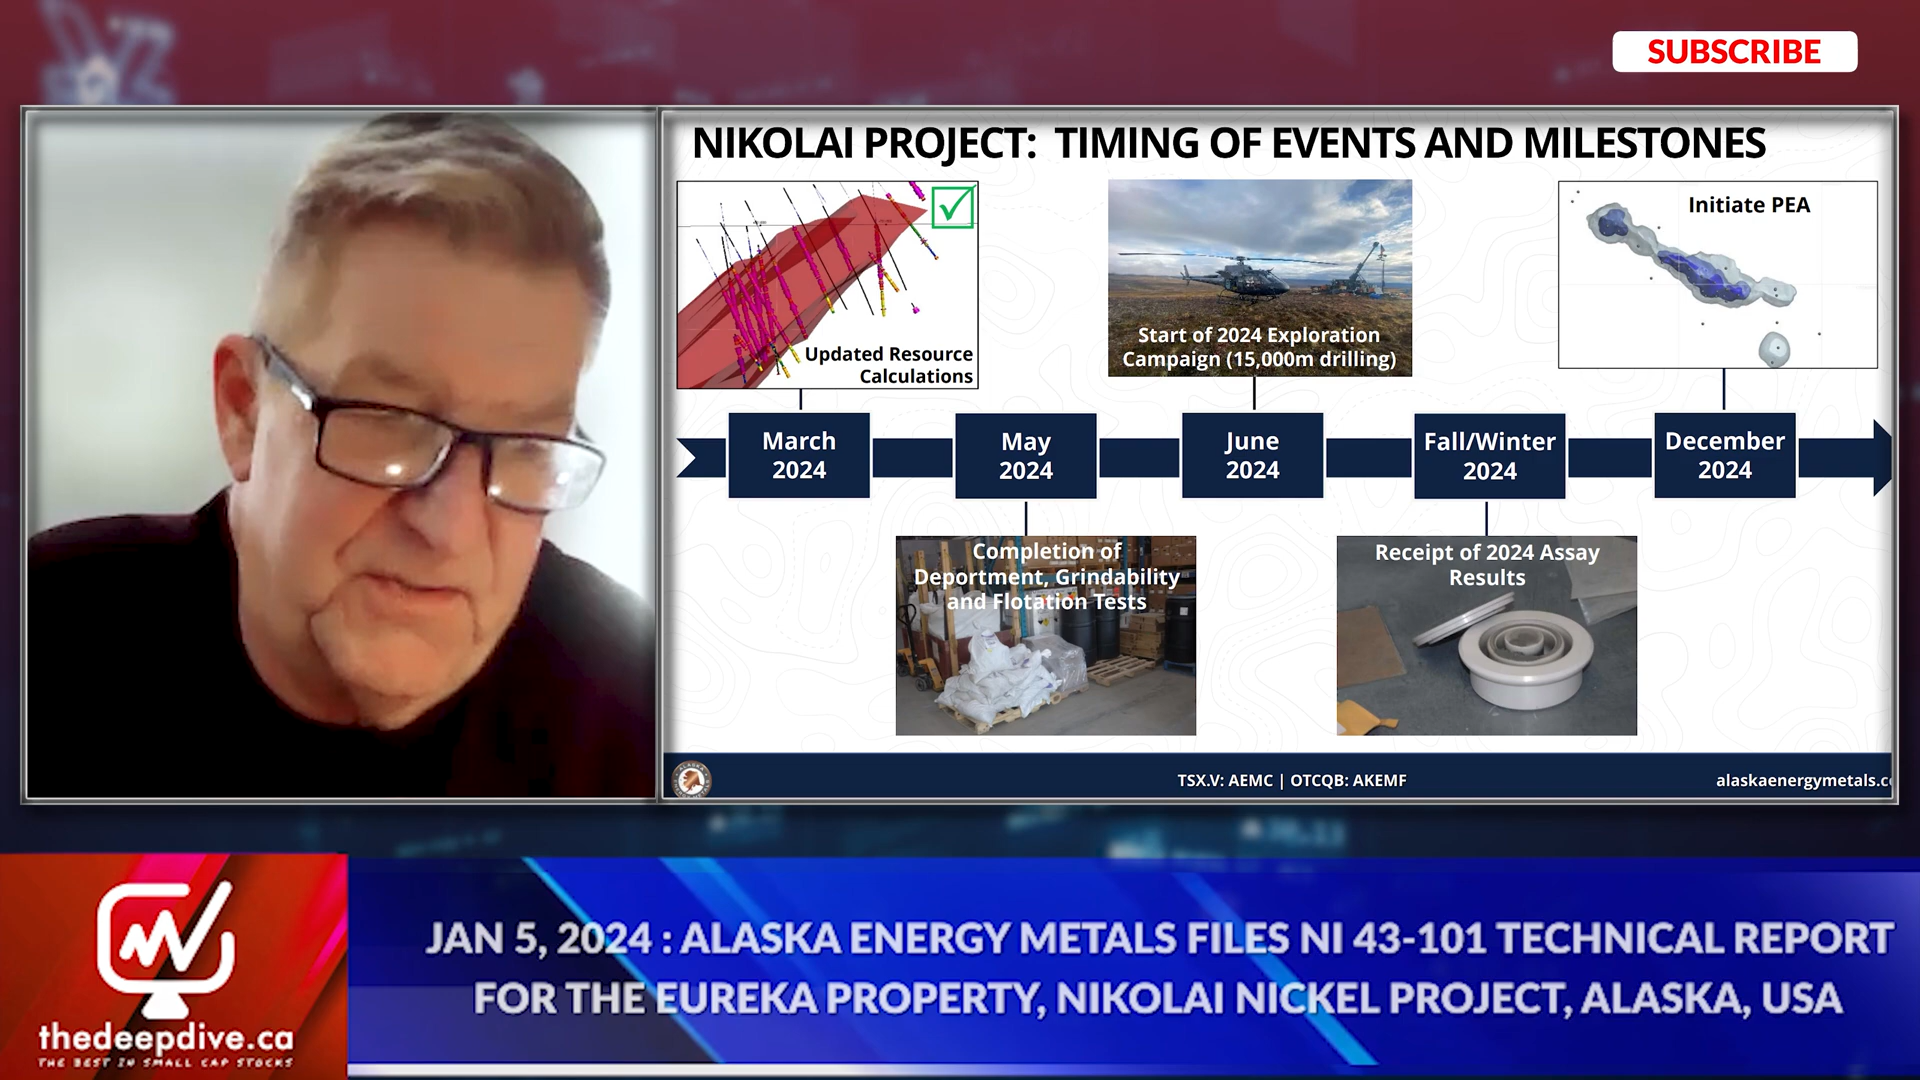 SUBSCRIBE
NIKOLAI PROJECT: TIMING OF EVENTS AND MILESTONES
Updated Resource
Calculations
Start of 2024 Exploration
Campaign (15,000m drilling)
Initiate PEA
March
2024
May
2024
June
2024
Fall/Winter
2024
December
2024
Completion of
Department, Grindability
and Flotation Tests
Receipt of 2024 Assay
Results
TSX.V: AEMC | OTCQB: AKEMF
alaskaenergymetals.c
JAN 5, 2024 : ALASKA ENERGY METALS FILES NI 43-101 TECHNICAL REPORT
FOR THE EUREKA PROPERTY, NIKOLAI NICKEL PROJECT, ALASKA, USA
thedeepdive.ca
THE BEST IN SMALL CAP STOCKS